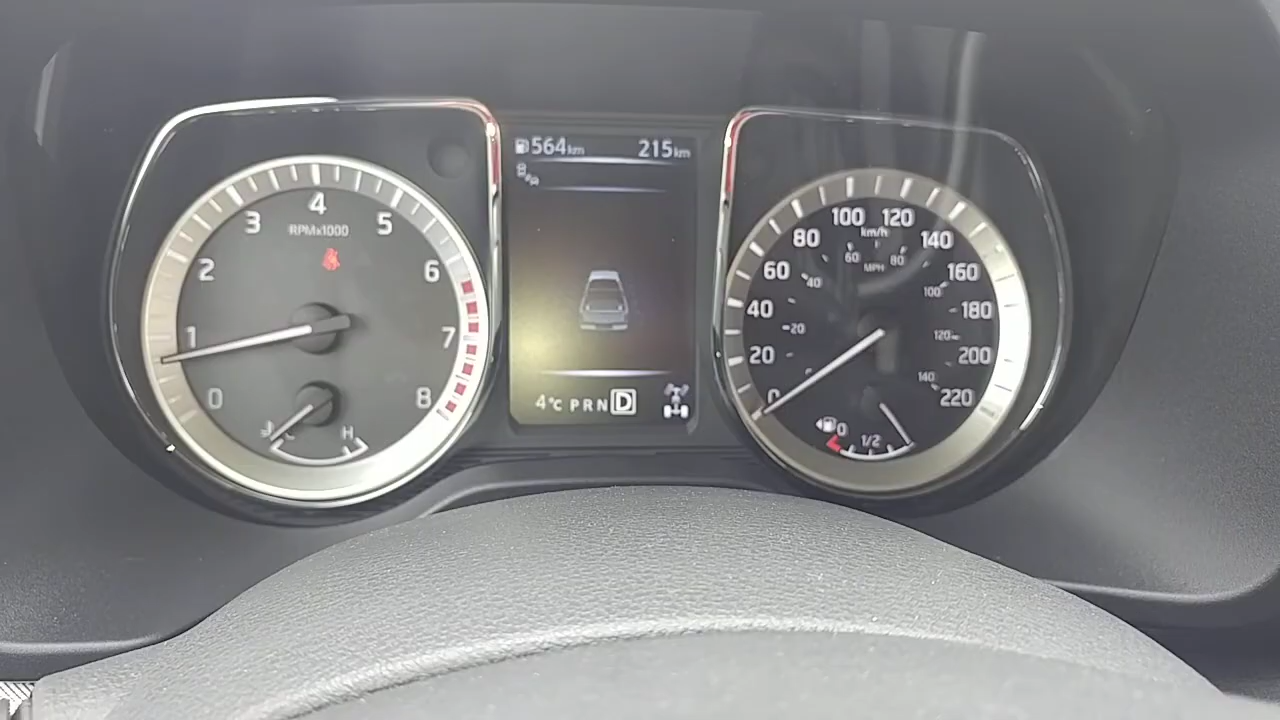 564km 215km
4°C P R N D
0 1 2 3 4 5 6 7 8
RPMx1000
H
0 20 40 60 80 100 120 140 160 180 200 220
km/h
20 40 60 80 100 120 140
MPH
0 1/2